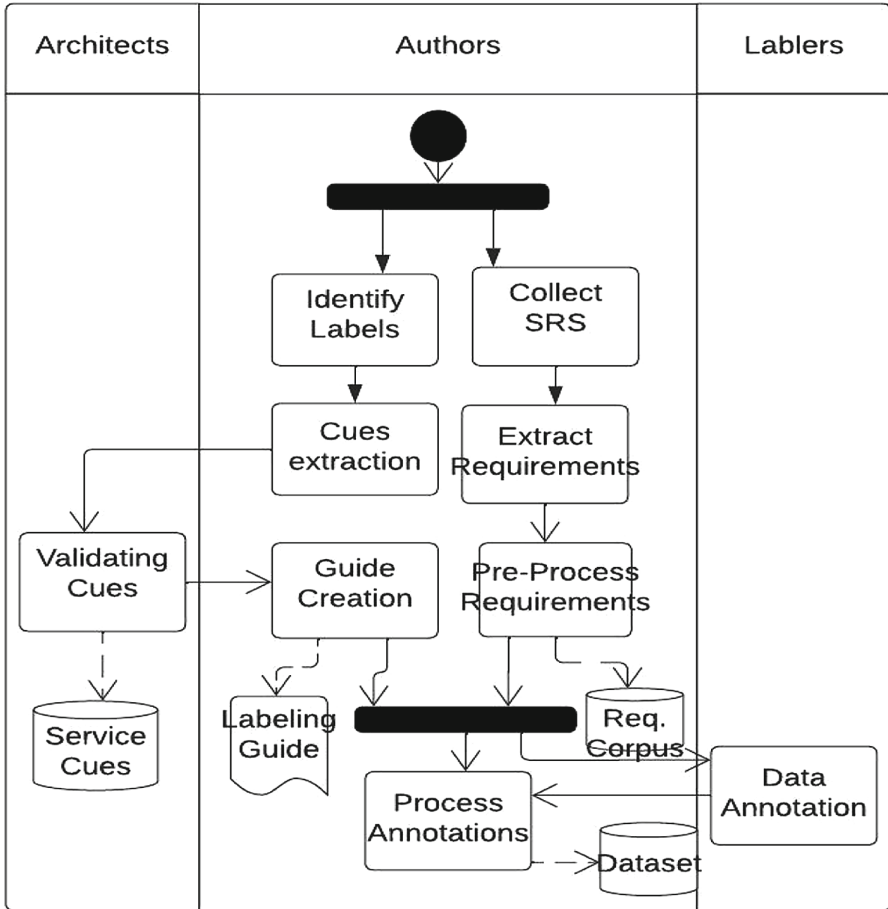 Architects
Authors
Lablers
Identify
Labels
Collect
SRS
Cues
extraction
Extract
Requirements
Validating
Cues
Guide
Creation
Pre-Process
Requirements
Service
Cues
Labeling
Guide
Req.
Corpus
Process
Annotations
Data
Annotation
Dataset